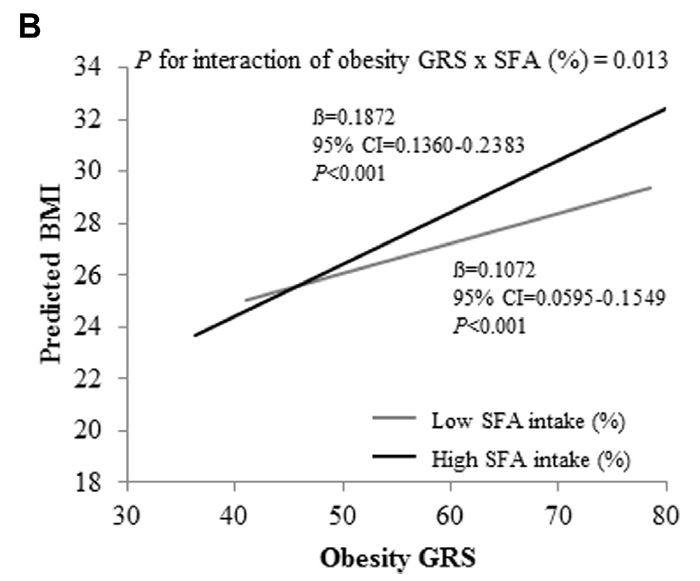 B
P for interaction of obesity GRS x SFA (%) = 0.013
34
32
30
28
26
24
22
20
18
Predicted BMI
ß=0.1872
95% CI=0.1360-0.2383
P<0.001
ß=0.1072
95% CI=0.0595-0.1549
P<0.001
Low SFA intake (%)
High SFA intake (%)
30 40 50 60 70 80
Obesity GRS